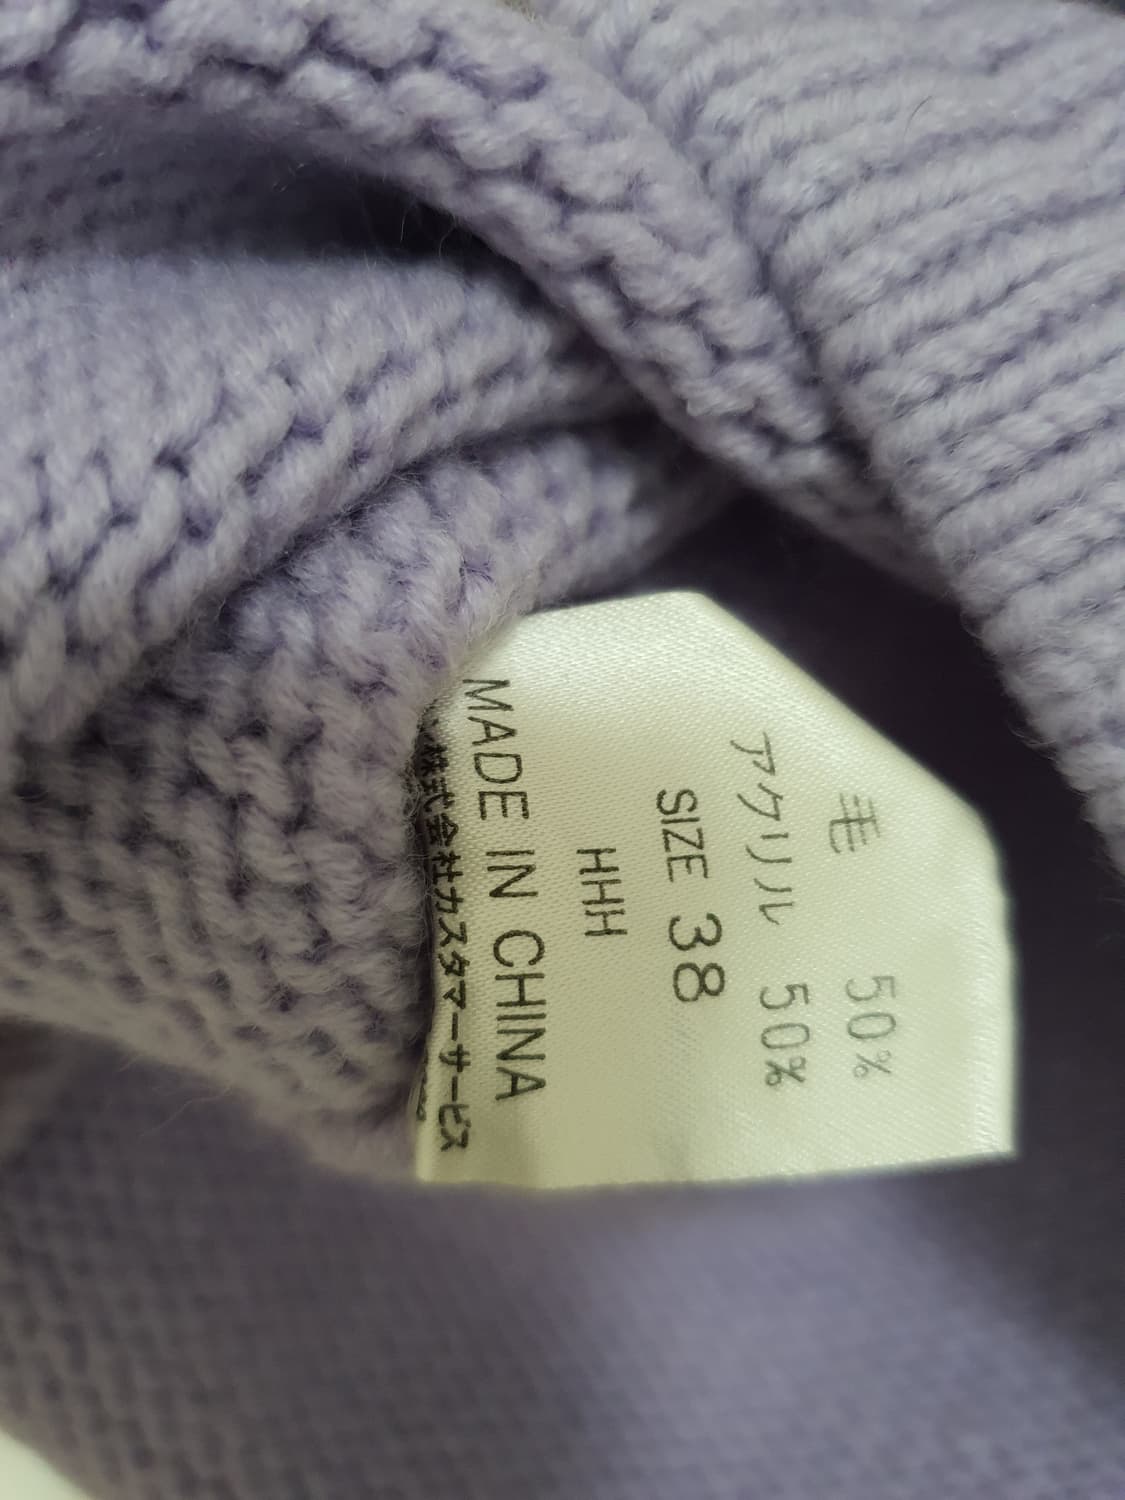 毛 50%
アクリル 50%
SIZE 38
HHH
MADE IN CHINA
株式会社カスタマーサービス